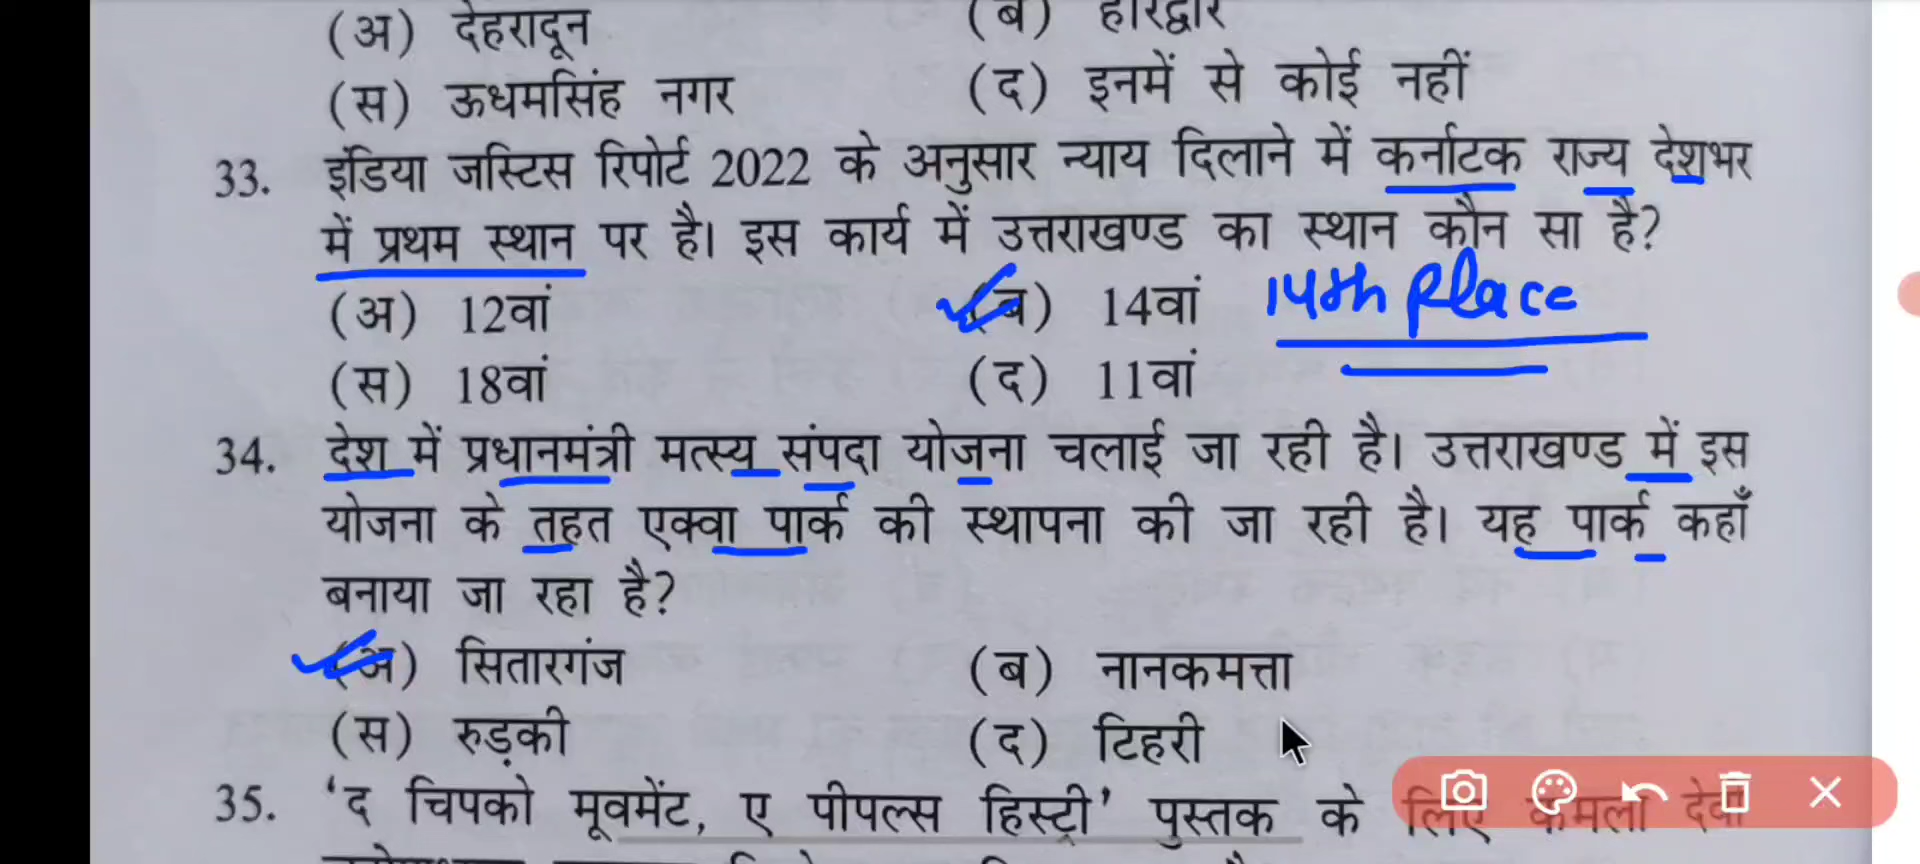 (अ) देहरादून (ब) हरिद्वार
(स) ऊधमसिंह नगर (द) इनमें से कोई नहीं
33. इंडिया जस्टिस रिपोर्ट 2022 के अनुसार न्याय दिलाने में कर्नाटक राज्य देशभर
में प्रथम स्थान पर है। इस कार्य में उत्तराखण्ड का स्थान कौन सा है?
(अ) 12वां (ब) 14वां 14th Place
(स) 18वां (द) 11वां
34. देश में प्रधानमंत्री मत्स्य संपदा योजना चलाई जा रही है। उत्तराखण्ड में इस
योजना के तहत एक्वा पार्क की स्थापना की जा रही है। यह पार्क कहाँ
बनाया जा रहा है?
(अ) सितारगंज (ब) नानकमत्ता
(स) रुड़की (द) टिहरी
35. ‘द चिपको मूवमेंट, ए पीपल्स हिस्ट्री’ पुस्तक के लिए कमला देवी